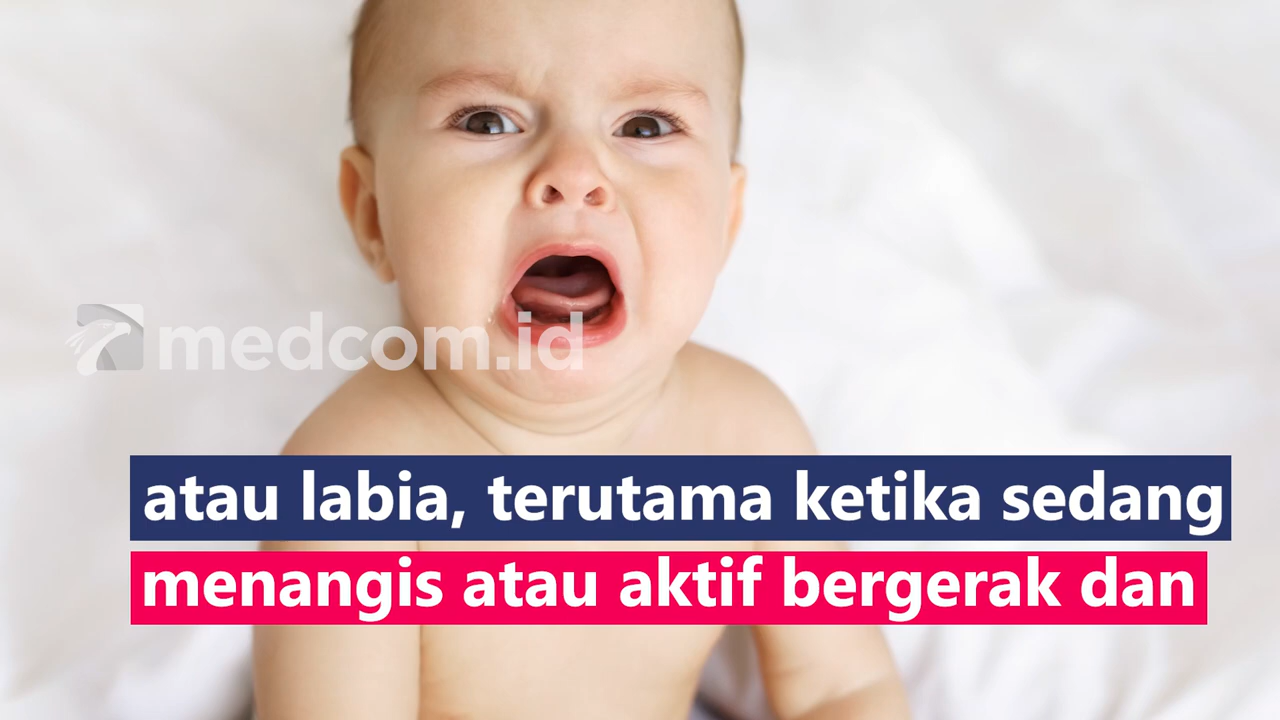 medcom.id
atau labia, terutama ketika sedang
menangis atau aktif bergerak dan